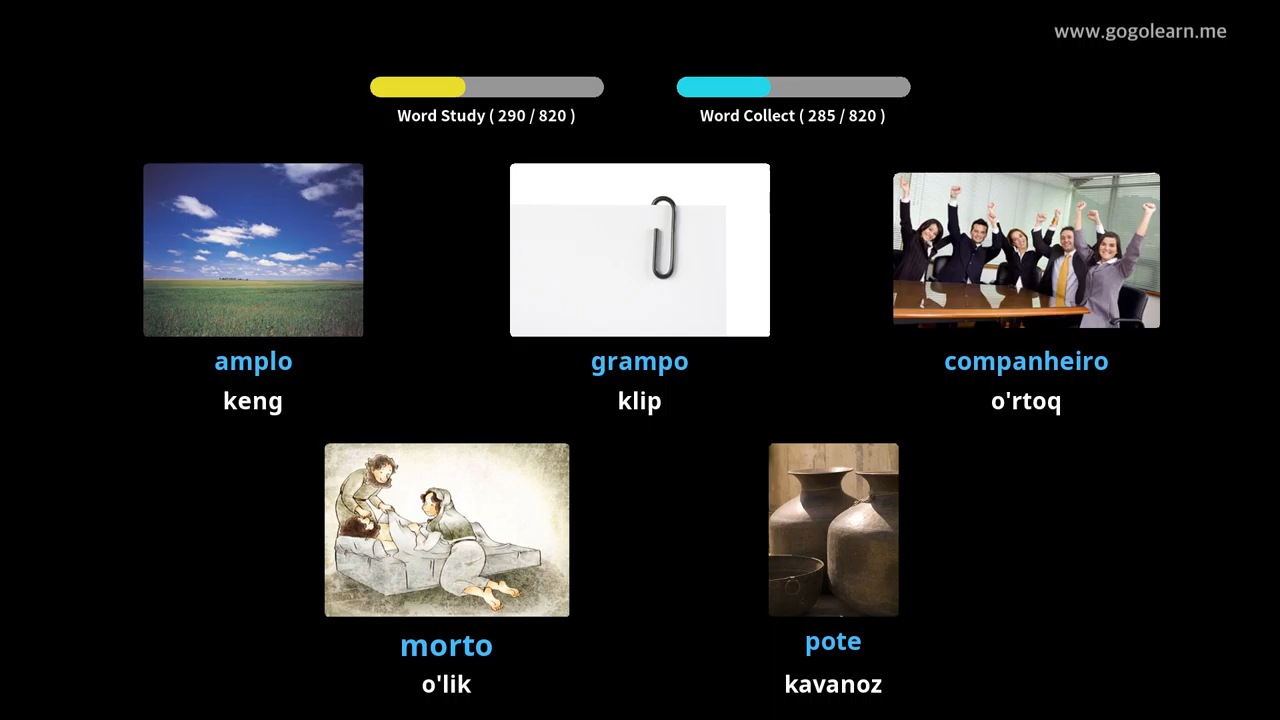 www.gogolearn.me
Word Study ( 290 / 820 )
Word Collect ( 285 / 820 )
amplo
keng
grampo
klip
companheiro
o'rtoq
morto
o'lik
pote
kavanoz